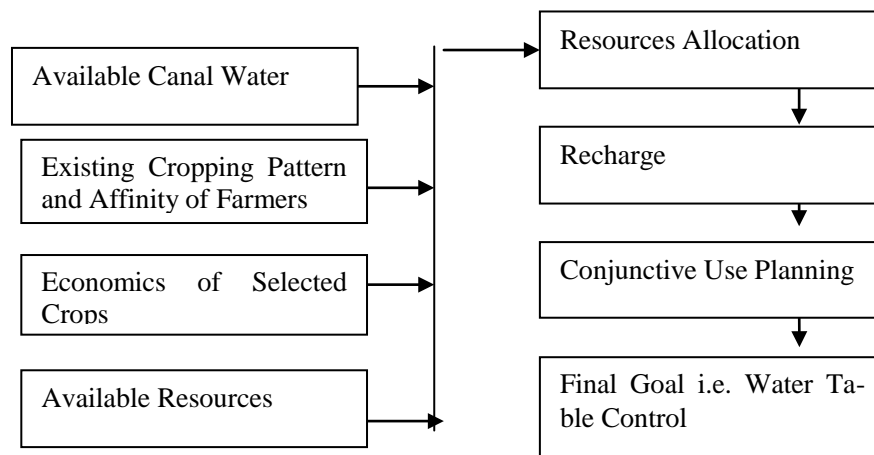 Available Canal Water
Existing Cropping Pattern
and Affinity of Farmers
Economics of Selected
Crops
Available Resources
Resources Allocation
Recharge
Conjunctive Use Planning
Final Goal i.e. Water Ta-
ble Control